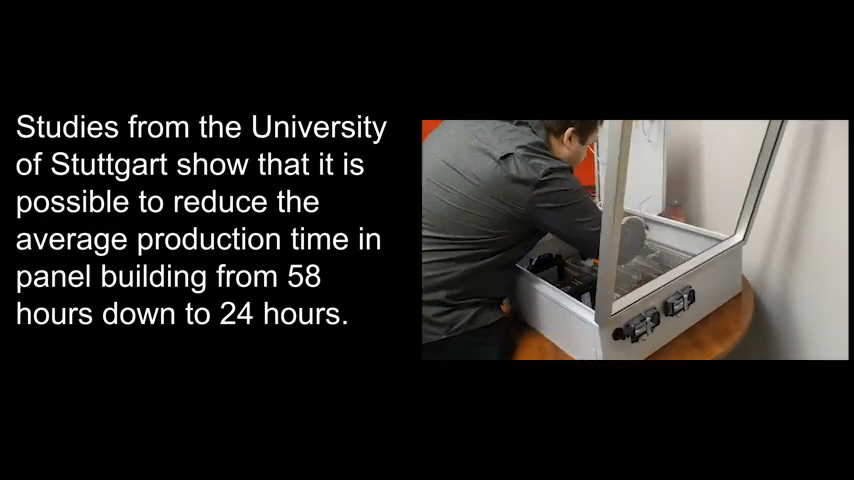 Studies from the University
of Stuttgart show that it is
possible to reduce the
average production time in
panel building from 58
hours down to 24 hours.